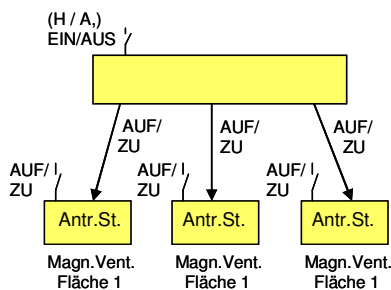 (H / A,)
EIN/AUS
AUF/
ZU
AUF/
ZU
AUF/
ZU
AUF/
ZU
AUF/
ZU
AUF/
ZU
Antr.St.
Antr.St.
Antr.St.
Magn.Vent.
Fläche 1
Magn.Vent.
Fläche 1
Magn.Vent.
Fläche 1